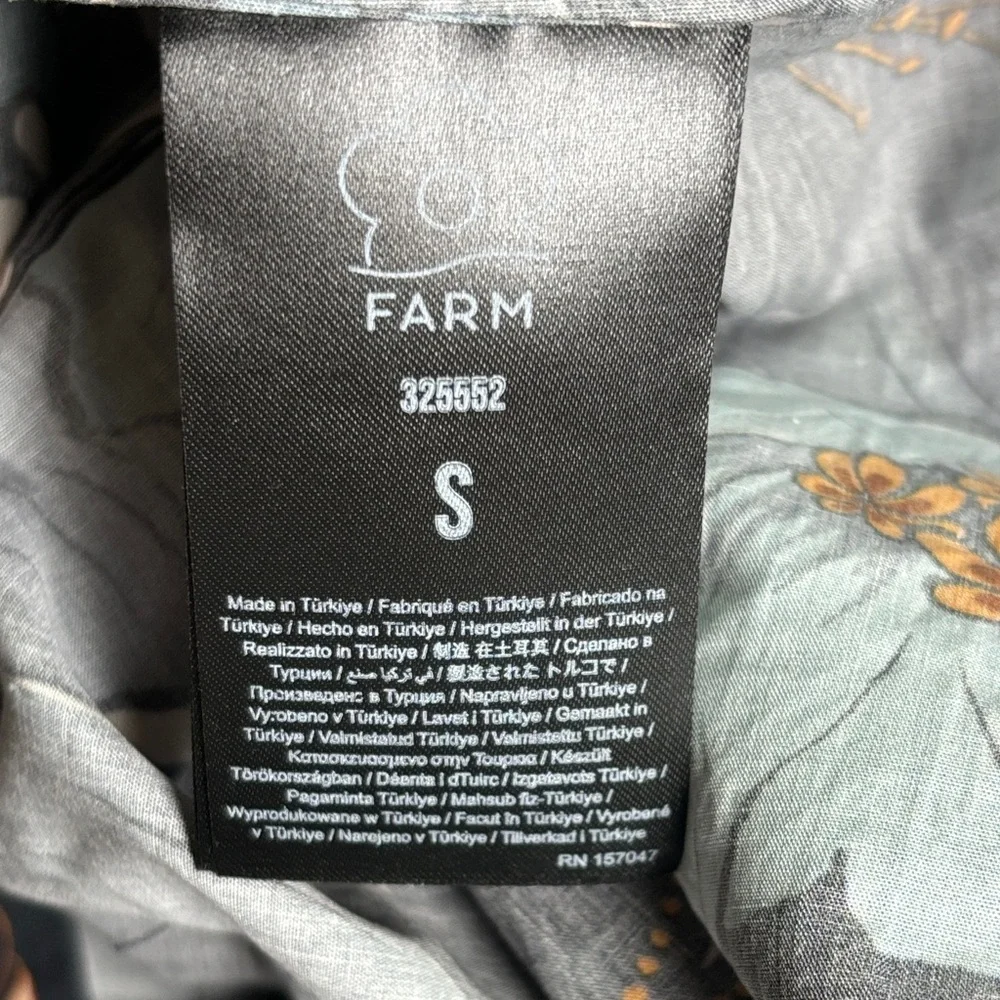 FARM
325552
S
Made in Türkiye / Fabriqué en Türkiye / Fabricado na
Türkiye / Hecho en Türkiye / Hergestellt in der Türkiye /
Realizzato in Türkiye / 制造 在土耳其 / Сделано в
Турции / صنع في تركيا / 製造された トルコで /
Произведено в Турция / Napravljeno u Türkiye /
Vyrobeno v Türkiye / Lavet i Türkiye / Gemaakt in
Türkiye / Valmistatud Türkiye / Valmistettu Türkiye /
Κατασκευασμενο στην Τουρκια / Készült
Törökországban / Déanta i dTuirc / Izgatavots Türkiye /
Pagaminta Türkiye / Mahsub fiz-Türkiye /
Wyprodukowane w Türkiye / Facut în Türkiye / Vyrobené
v Türkiye / Narejeno v Türkiye / Tillverkad i Türkiye
RN 157047